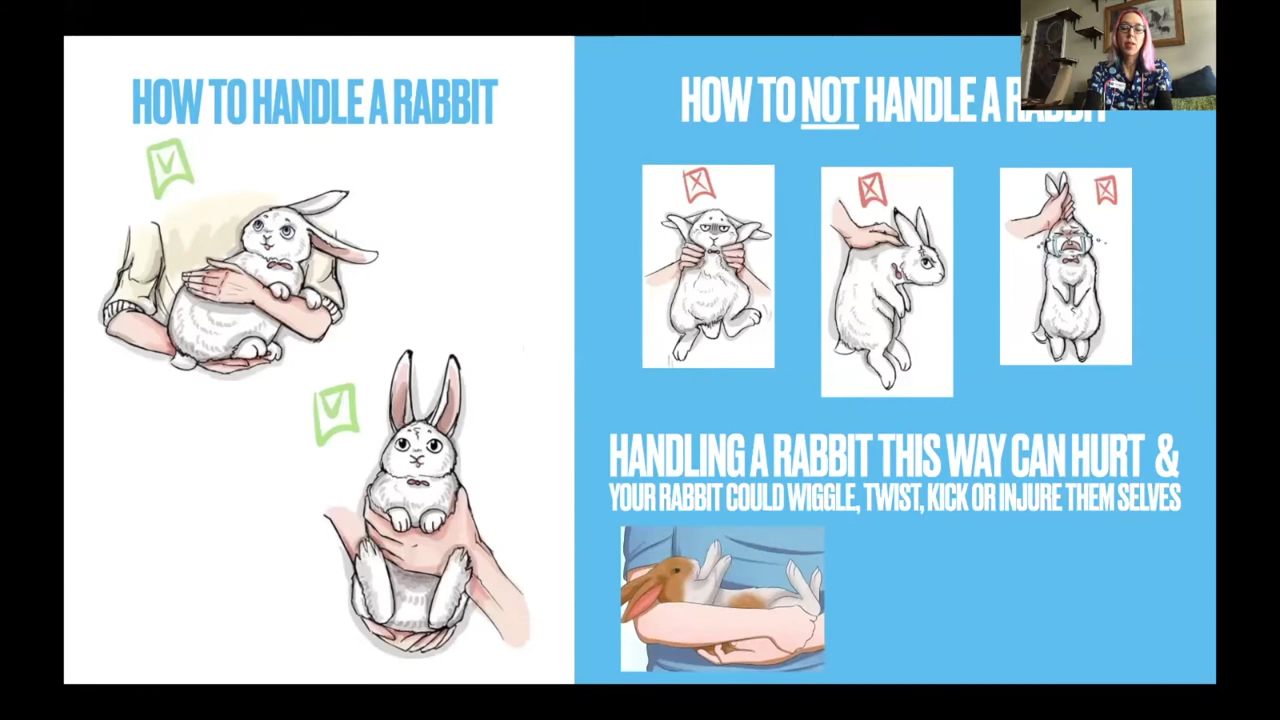 HOW TO HANDLE A RABBIT
HOW TO NOT HANDLE A RABBIT
HANDLING A RABBIT THIS WAY CAN HURT &
YOUR RABBIT COULD WIGGLE, TWIST, KICK OR INJURE THEM SELVES